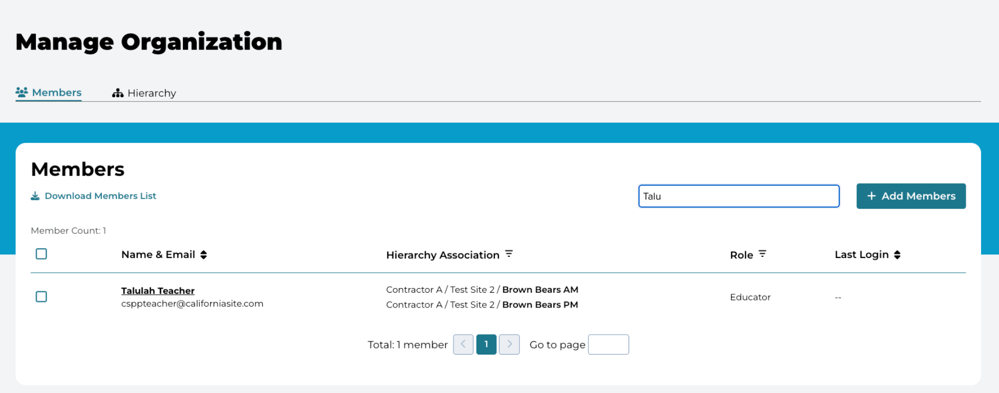 Manage Organization
Members
Hierarchy
Members
Download Members List
Talu
+ Add Members
Member Count: 1
Name & Email
Hierarchy Association
Role
Last Login
Talulah Teacher
csppteacher@californiasite.com
Contractor A / Test Site 2 / Brown Bears AM
Contractor A / Test Site 2 / Brown Bears PM
Educator
--
Total: 1 member
1
Go to page